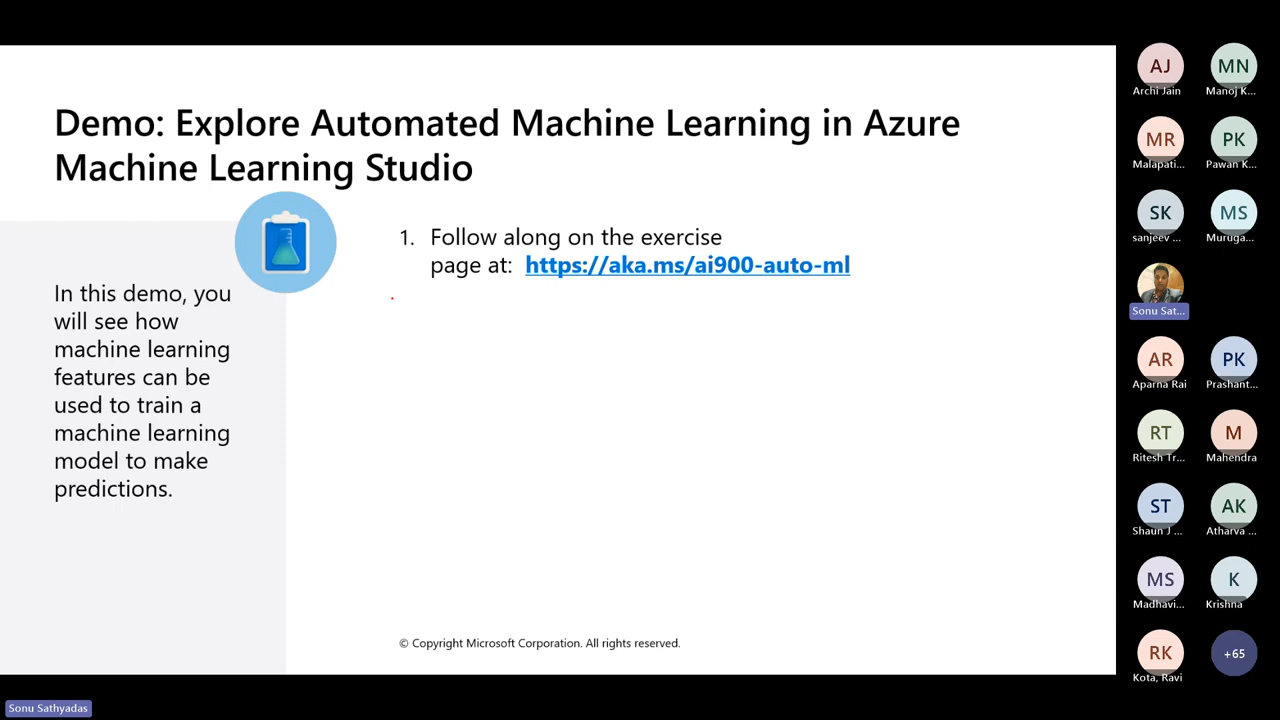 Demo: Explore Automated Machine Learning in Azure
Machine Learning Studio
In this demo, you
will see how
machine learning
features can be
used to train a
machine learning
model to make
predictions.
1. Follow along on the exercise
page at: https://aka.ms/ai900-auto-ml
© Copyright Microsoft Corporation. All rights reserved.
AJ
Archi Jain
MN
Manoj K...
MR
Malapati...
PK
Pawan K...
SK
sanjeev ...
MS
Muruga...
Sonu Sat...
AR
Aparna Rai
PK
Prashant...
RT
Ritesh Tr...
M
Mahendra
ST
Shaun J ...
AK
Atharva ...
MS
Madhavi...
K
Krishna
RK
Kota, Ravi
+65
Sonu Sathyadas